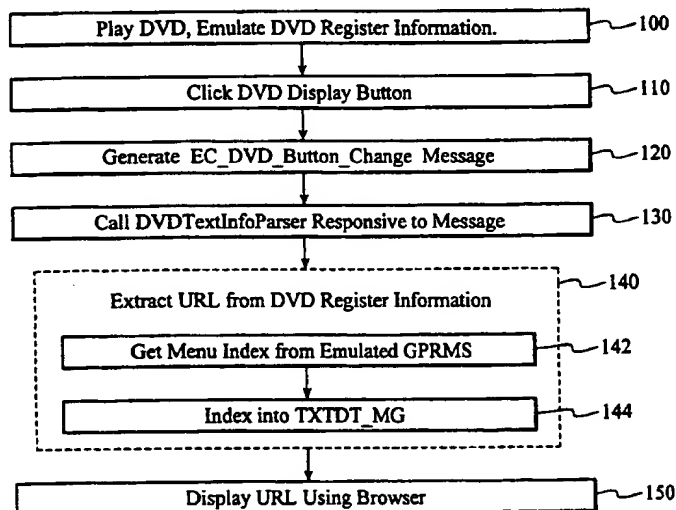 Play DVD, Emulate DVD Register Information. 100
Click DVD Display Button 110
Generate EC_DVD_Button_Change Message 120
Call DVDTextInfoParser Responsive to Message 130
140
Extract URL from DVD Register Information
Get Menu Index from Emulated GPRMS 142
Index into TXTDT_MG 144
Display URL Using Browser 150